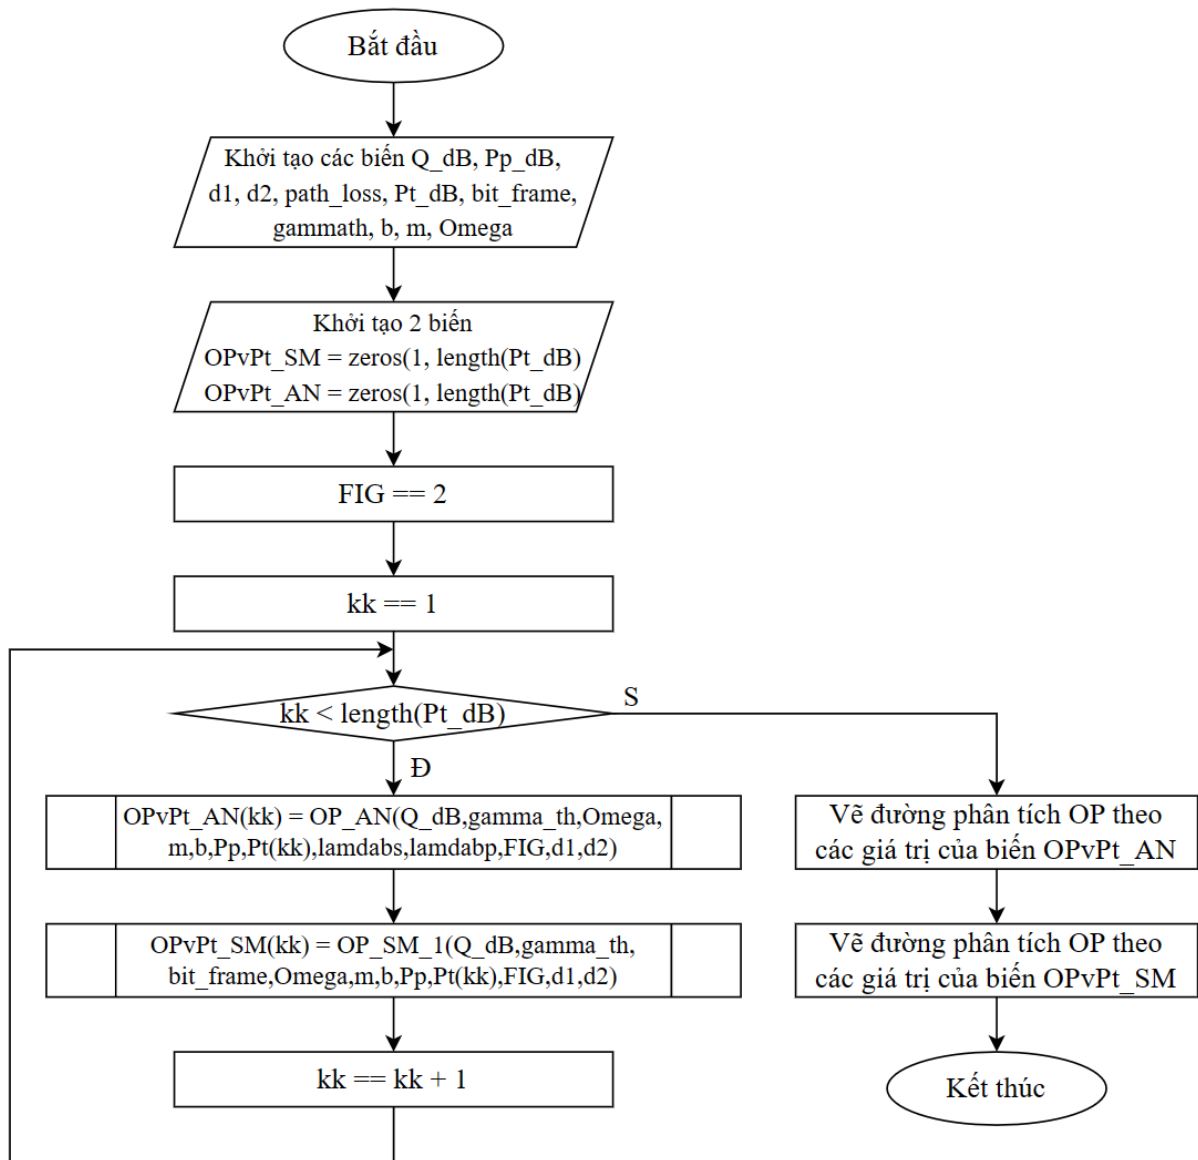 Bắt đầu
Khởi tạo các biến Q_dB, Pp_dB,
d1, d2, path_loss, Pt_dB, bit_frame,
gammath, b, m, Omega
Khởi tạo 2 biến
OPvPt_SM = zeros(1, length(Pt_dB)
OPvPt_AN = zeros(1, length(Pt_dB)
FIG == 2
kk == 1
kk < length(Pt_dB)
S
Đ
OPvPt_AN(kk) = OP_AN(Q_dB,gamma_th,Omega,
m,b,Pp,Pt(kk),lamdabs,lamdabp,FIG,d1,d2)
OPvPt_SM(kk) = OP_SM_1(Q_dB,gamma_th,
bit_frame,Omega,m,b,Pp,Pt(kk),FIG,d1,d2)
kk == kk + 1
Vẽ đường phân tích OP theo
các giá trị của biến OPvPt_AN
Vẽ đường phân tích OP theo
các giá trị của biến OPvPt_SM
Kết thúc